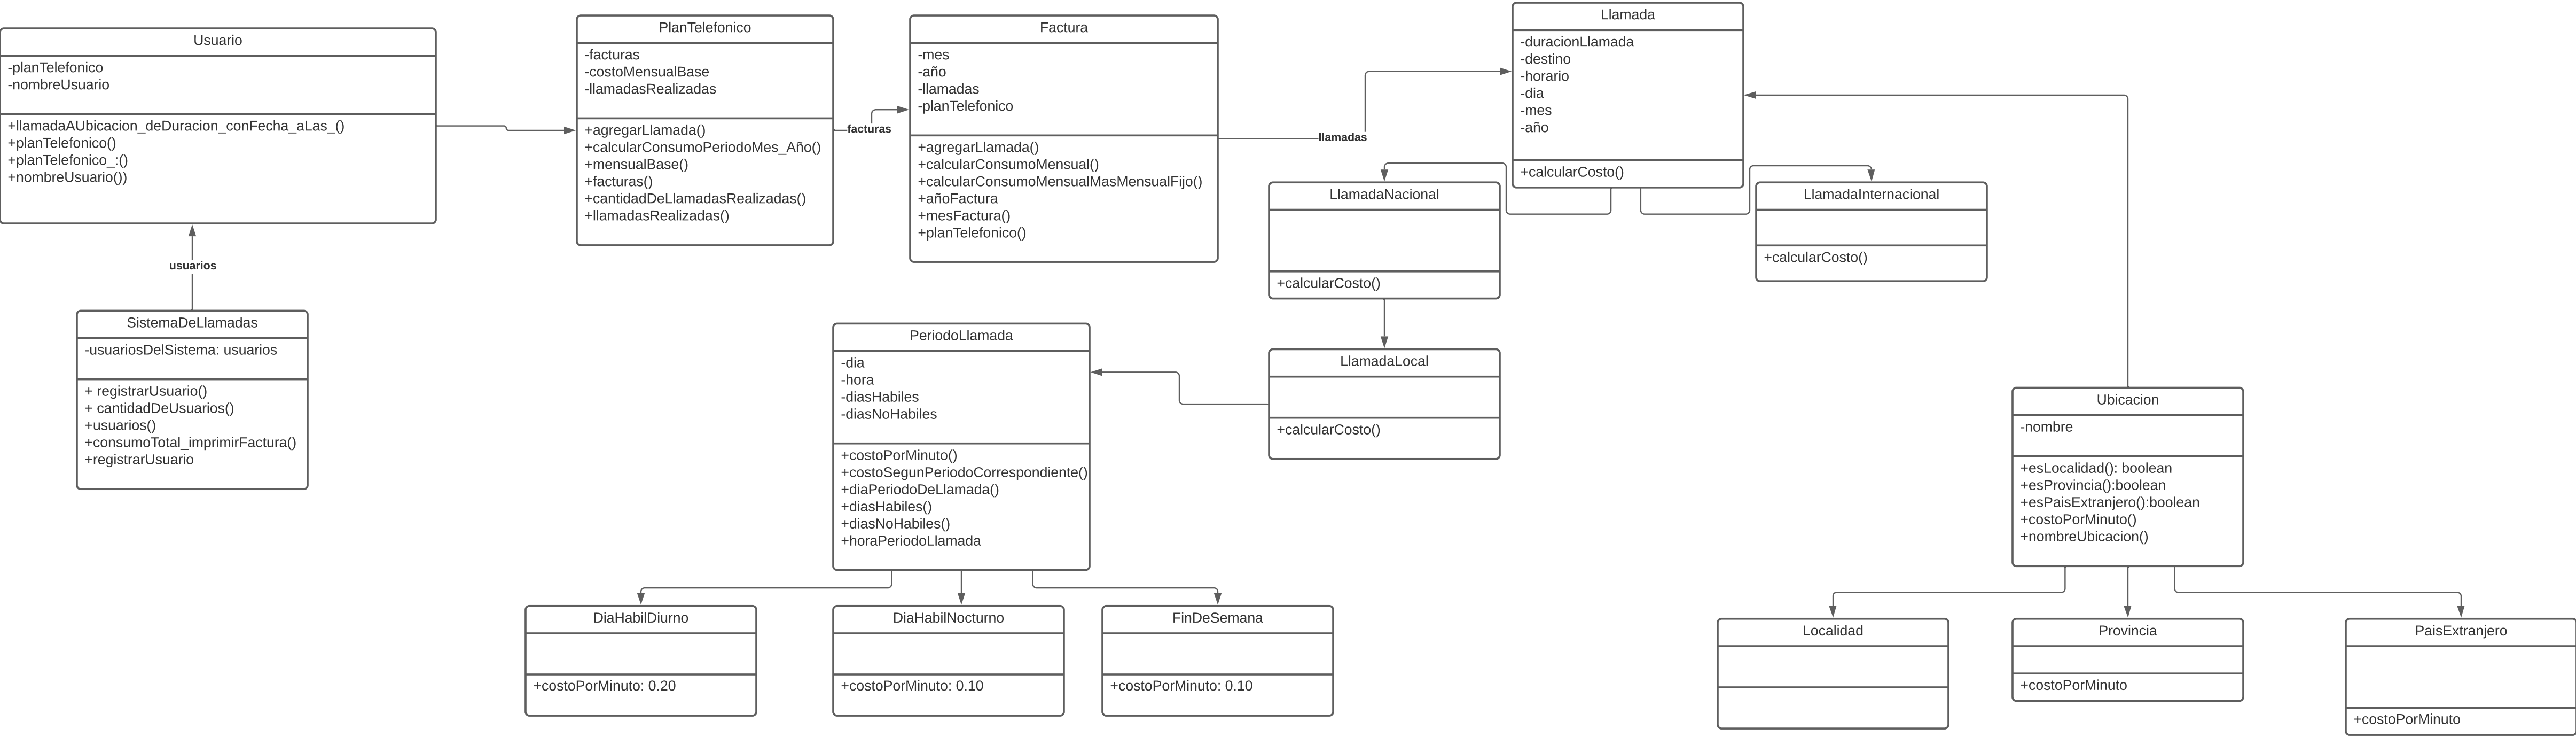 Usuario
-planTelefonico
-nombreUsuario
+llamadaAUbicacion_deDuracion_conFecha_aLas_()
+planTelefonico()
+planTelefonico_:()
+nombreUsuario())
usuarios
SistemaDeLlamadas
-usuariosDelSistema: usuarios
+ registrarUsuario()
+ cantidadDeUsuarios()
+usuarios()
+consumoTotal_imprimirFactura()
+registrarUsuario
PlanTelefonico
-facturas
-costoMensualBase
-llamadasRealizadas
+agregarLlamada()
+calcularConsumoPeriodoMes_Año()
+mensualBase()
+facturas()
+cantidadDeLlamadasRealizadas()
+llamadasRealizadas()
facturas
Factura
-mes
-año
-llamadas
-planTelefonico
+agregarLlamada()
+calcularConsumoMensual()
+calcularConsumoMensualMasMensualFijo()
+añoFactura
+mesFactura()
+planTelefonico()
llamadas
Llamada
-duracionLlamada
-destino
-horario
-dia
-mes
-año
+calcularCosto()
LlamadaNacional
+calcularCosto()
LlamadaInternacional
+calcularCosto()
LlamadaLocal
+calcularCosto()
PeriodoLlamada
-dia
-hora
-diasHabiles
-diasNoHabiles
+costoPorMinuto()
+costoSegunPeriodoCorrespondiente()
+diaPeriodoDeLlamada()
+diasHabiles()
+diasNoHabiles()
+horaPeriodoLlamada
DiaHabilDiurno
+costoPorMinuto: 0.20
DiaHabilNocturno
+costoPorMinuto: 0.10
FinDeSemana
+costoPorMinuto: 0.10
Ubicacion
-nombre
+esLocalidad(): boolean
+esProvincia():boolean
+esPaisExtranjero():boolean
+costoPorMinuto()
+nombreUbicacion()
Localidad
Provincia
+costoPorMinuto
PaisExtranjero
+costoPorMinuto